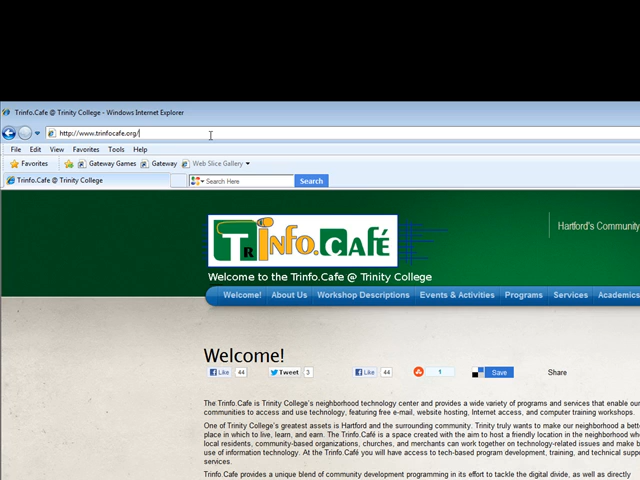 Trinfo.Cafe @ Trinity College - Windows Internet Explorer
http://www.trinfocafe.org/
File Edit View Favorites Tools Help
Favorites Gateway Games Gateway Web Slice Gallery
Trinfo.Cafe @ Trinity College Search Here Search
Hartford's Community
TRINFO.CAFÉ
Welcome to the Trinfo.Cafe @ Trinity College
Welcome! About Us Workshop Descriptions Events & Activities Programs Services Academics
Welcome!
Like 44 Tweet 3 Like 44 1 Save Share
The Trinfo.Cafe is Trinity College's neighborhood technology center and provides a wide variety of programs and services that enable our
communities to access and use technology, featuring free e-mail, website hosting, Internet access, and computer training workshops.
One of Trinity College's greatest assets is Hartford and the surrounding community. Trinity truly wants to make our neighborhood a bett
place in which to live, learn, and earn. The Trinfo.Café is a space created with the aim to host a friendly location in the neighborhood wh
local residents, community-based organizations, churches, and merchants can work together on technology-related issues and make b
use of information technology. At the Trinfo.Café you will have access to tech-based program development, training, and technical supp
services.
Trinfo.Cafe provides a unique blend of community development programming in its effort to tackle the digital divide, as well as directly